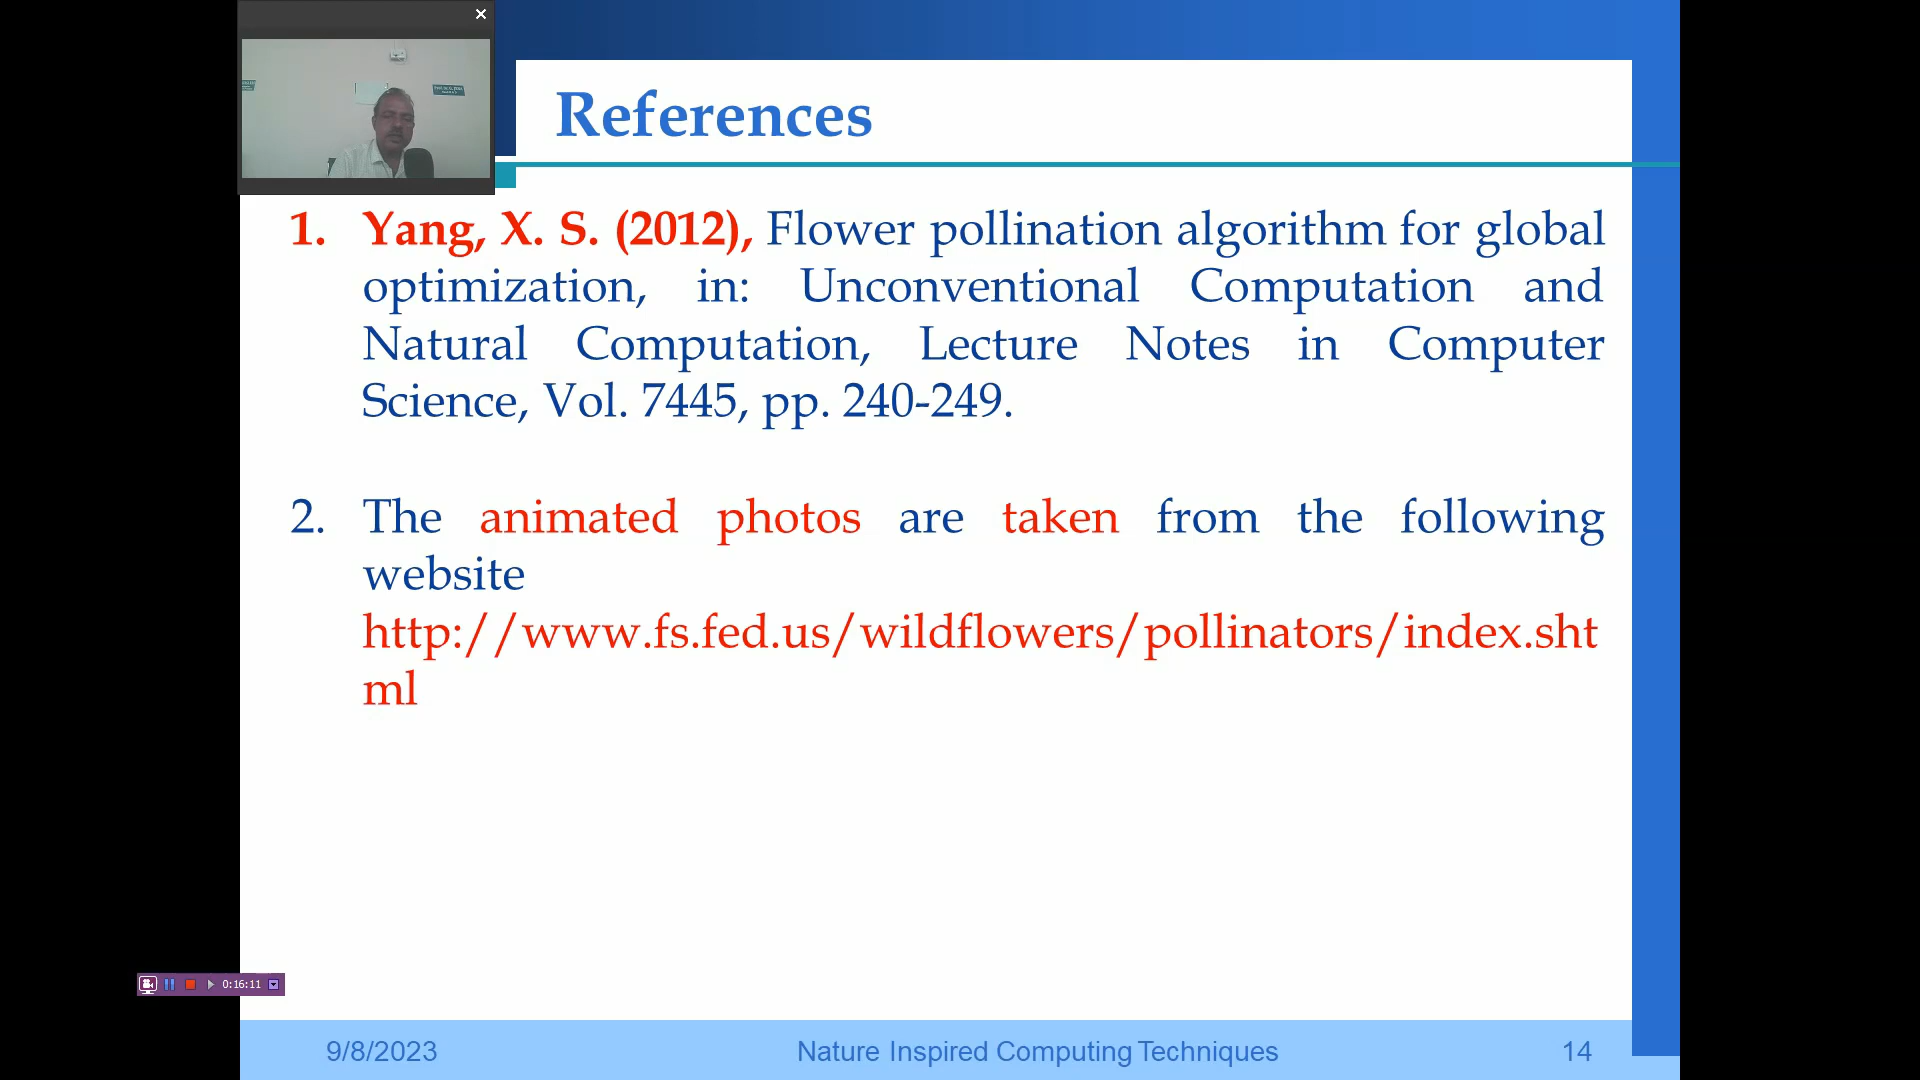 References
1. Yang, X. S. (2012), Flower pollination algorithm for global
optimization, in: Unconventional Computation and
Natural Computation, Lecture Notes in Computer
Science, Vol. 7445, pp. 240-249.
2. The animated photos are taken from the following
website
http://www.fs.fed.us/wildflowers/pollinators/index.sht
ml
0:16:11
9/8/2023 Nature Inspired Computing Techniques 14